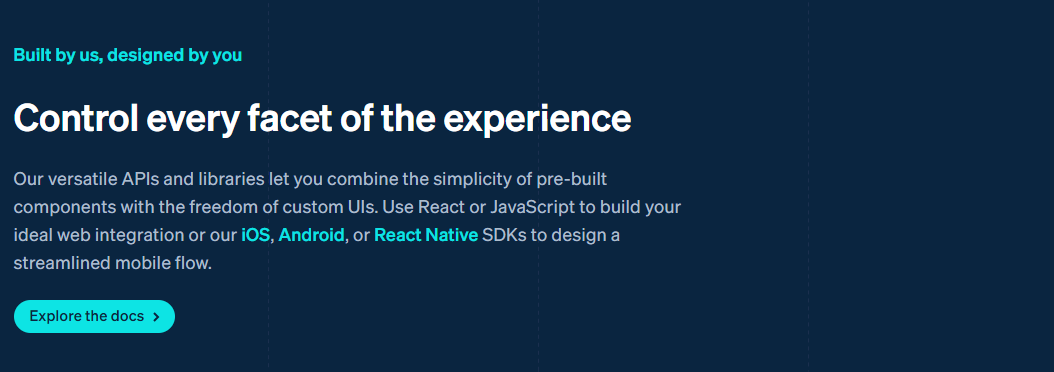 Built by us, designed by you
Control every facet of the experience
Our versatile APIs and libraries let you combine the simplicity of pre-built
components with the freedom of custom UIs. Use React or JavaScript to build your
ideal web integration or our iOS, Android, or React Native SDKs to design a
streamlined mobile flow.
Explore the docs